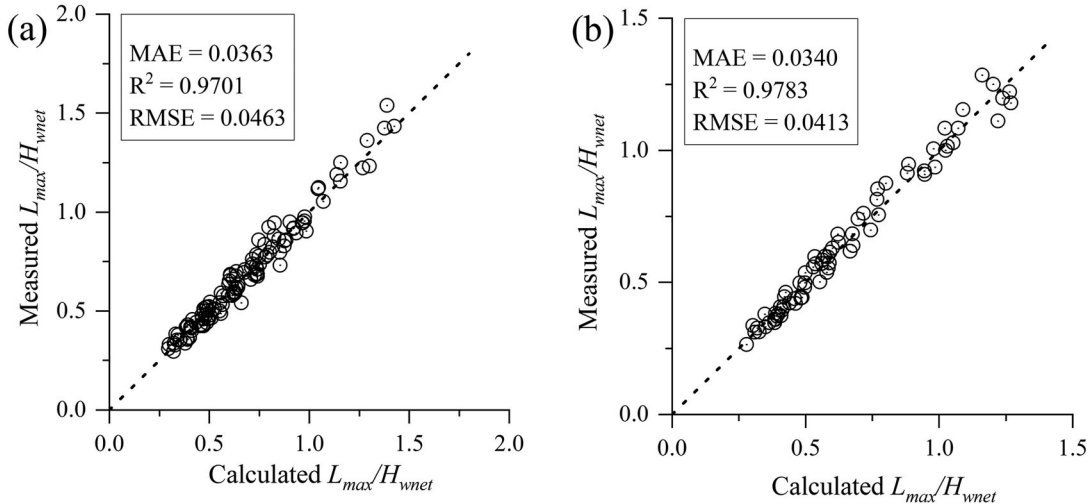 (a)
MAE = 0.0363
R² = 0.9701
RMSE = 0.0463
Measured L_max/H_wnet
2.0
1.5
1.0
0.5
0.0
0.0 0.5 1.0 1.5 2.0
Calculated L_max/H_wnet
(b)
MAE = 0.0340
R² = 0.9783
RMSE = 0.0413
Measured L_max/H_wnet
1.5
1.0
0.5
0.0
0.0 0.5 1.0 1.5
Calculated L_max/H_wnet